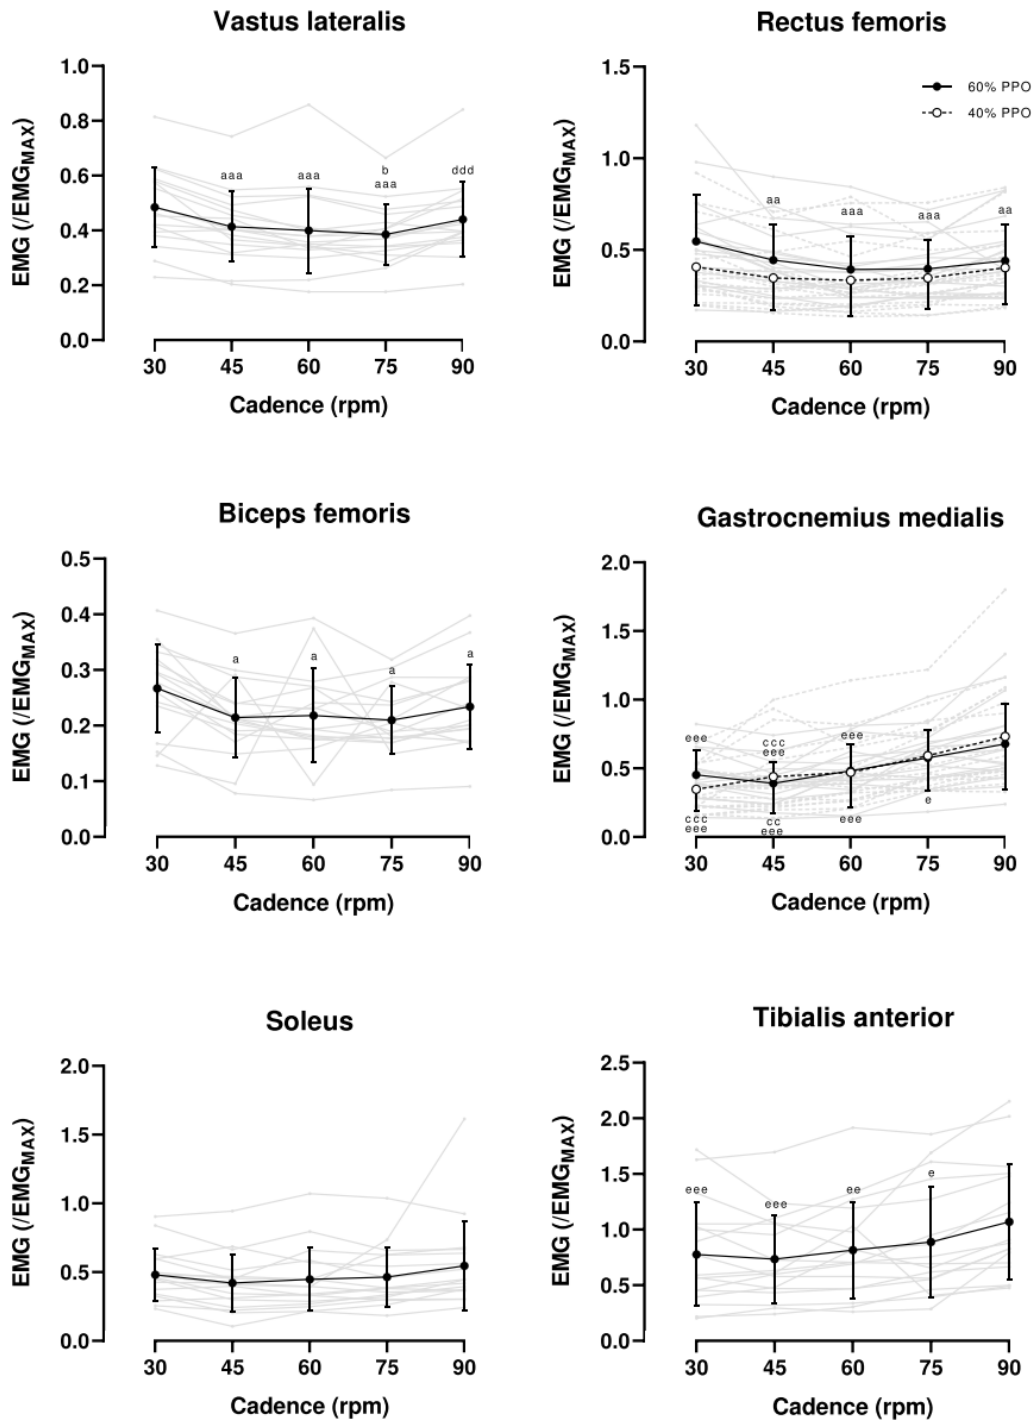 Vastus lateralis
EMG (/EMGMAX)
1.0
0.8
0.6
0.4
0.2
0.0
aaa
aaa
b
aaa
ddd
30 45 60 75 90
Cadence (rpm)
Rectus femoris
EMG (/EMGMAX)
1.5
1.0
0.5
0.0
60% PPO
40% PPO
aa
aaa
aaa
aa
30 45 60 75 90
Cadence (rpm)
Biceps femoris
EMG (/EMGMAX)
0.5
0.4
0.3
0.2
0.1
0.0
a
a
a
a
30 45 60 75 90
Cadence (rpm)
Gastrocnemius medialis
EMG (/EMGMAX)
2.0
1.5
1.0
0.5
0.0
eee
ccc
eee
eee
ccc
eee
cc
eee
eee
e
30 45 60 75 90
Cadence (rpm)
Soleus
EMG (/EMGMAX)
2.0
1.5
1.0
0.5
0.0
30 45 60 75 90
Cadence (rpm)
Tibialis anterior
EMG (/EMGMAX)
2.5
2.0
1.5
1.0
0.5
0.0
eee
eee
ee
e
30 45 60 75 90
Cadence (rpm)